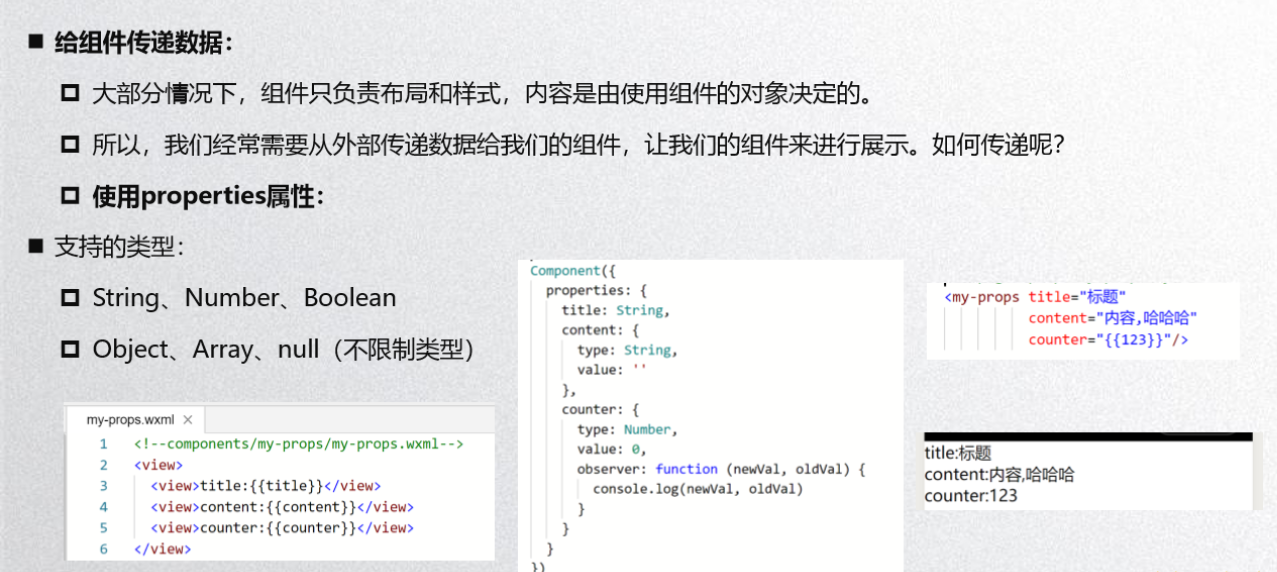 ■ 给组件传递数据：
大部分情况下，组件只负责布局和样式，内容是由使用组件的对象决定的。
所以，我们经常需要从外部传递数据给我们的组件，让我们的组件来进行展示。如何传递呢？
使用properties属性：
■ 支持的类型：
String、Number、Boolean
Object、Array、null（不限制类型）
my-props.wxml ×
1 <!--components/my-props/my-props.wxml-->
2 <view>
3 <view>title:{{title}}</view>
4 <view>content:{{content}}</view>
5 <view>counter:{{counter}}</view>
6 </view>
Component({
properties: {
title: String,
content: {
type: String,
value: ''
},
counter: {
type: Number,
value: 0,
observer: function (newVal, oldVal) {
console.log(newVal, oldVal)
}
}
}
})
<my-props title="标题"
content="内容,哈哈哈"
counter="{{123}}"/>
title:标题
content:内容,哈哈哈
counter:123